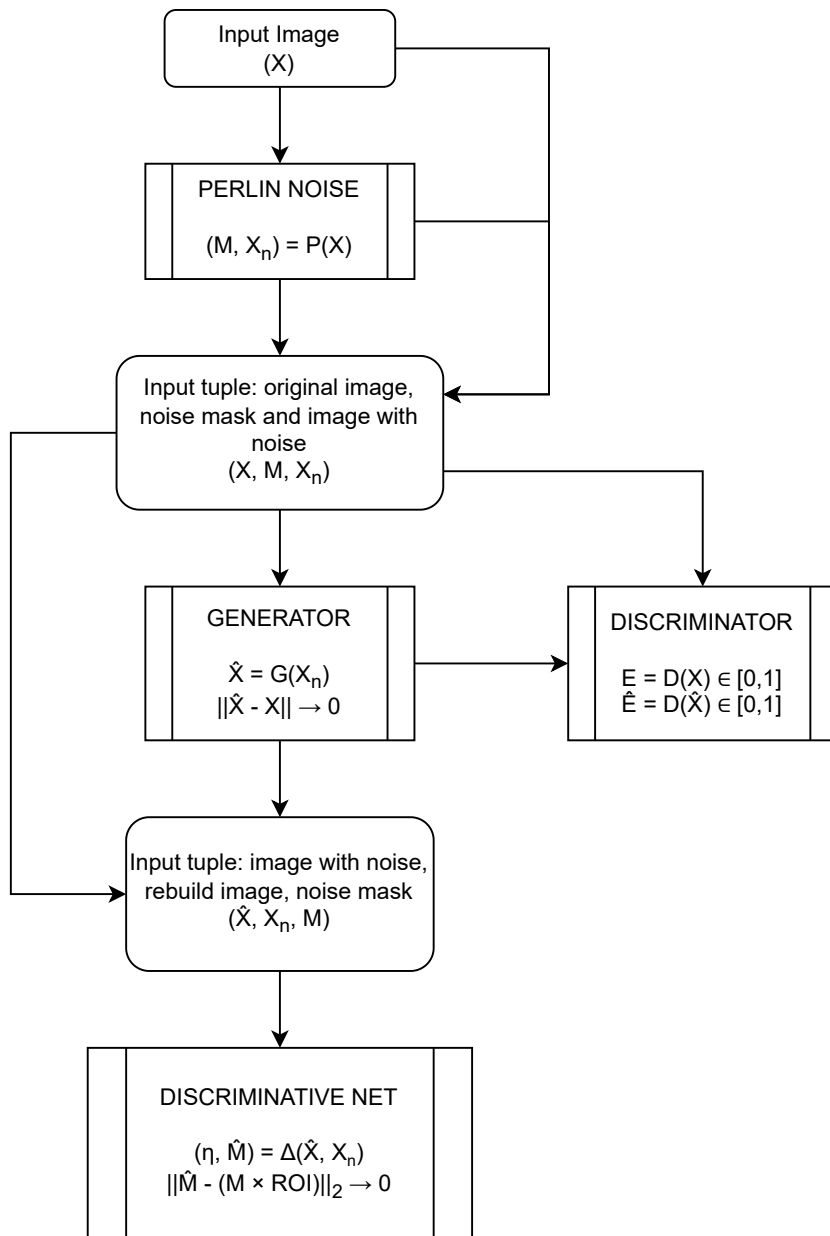 Input Image
(X)
PERLIN NOISE
(M, Xₙ) = P(X)
Input tuple: original image,
noise mask and image with
noise
(X, M, Xₙ)
GENERATOR
X̂ = G(Xₙ)
||X̂ - X|| → 0
DISCRIMINATOR
E = D(X) ∈ [0,1]
Ê = D(X̂) ∈ [0,1]
Input tuple: image with noise,
rebuild image, noise mask
(X̂, Xₙ, M)
DISCRIMINATIVE NET
(η, M̂) = Δ(X̂, Xₙ)
||M̂ - (M × ROI)||₂ → 0